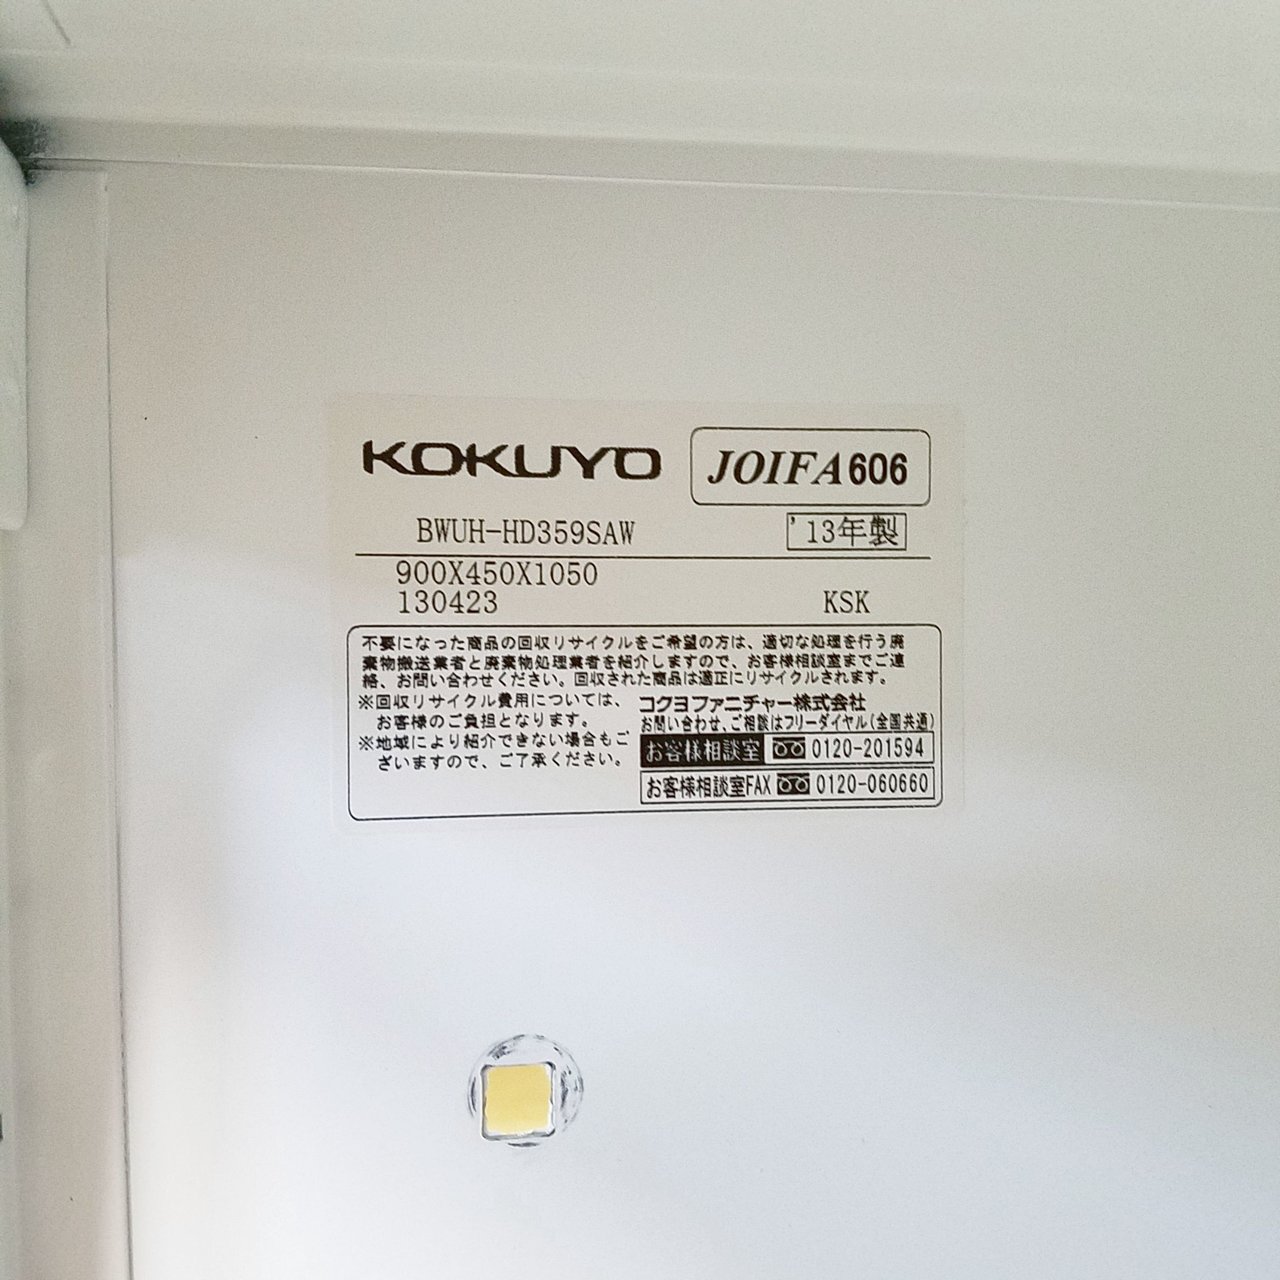 KOKUYO JOIFA606
BWUH-HD359SAW '13年製
900X450X1050
130423 KSK
不要になった商品の回収リサイクルをご希望の方は、適切な処理を行う廃
棄物搬送業者と廃棄物処理業者を紹介しますので、お客様相談室までご連
絡、お問い合わせください。回収された商品は適正にリサイクルされます。
※回収リサイクル費用については、
お客様のご負担となります。
※地域により紹介できない場合もご
ざいますので、ご了承ください。
コクヨファニチャー株式会社
お問い合わせ、ご相談はフリーダイヤル(全国共通)
お客様相談室 0120-201594
お客様相談室FAX 0120-060660